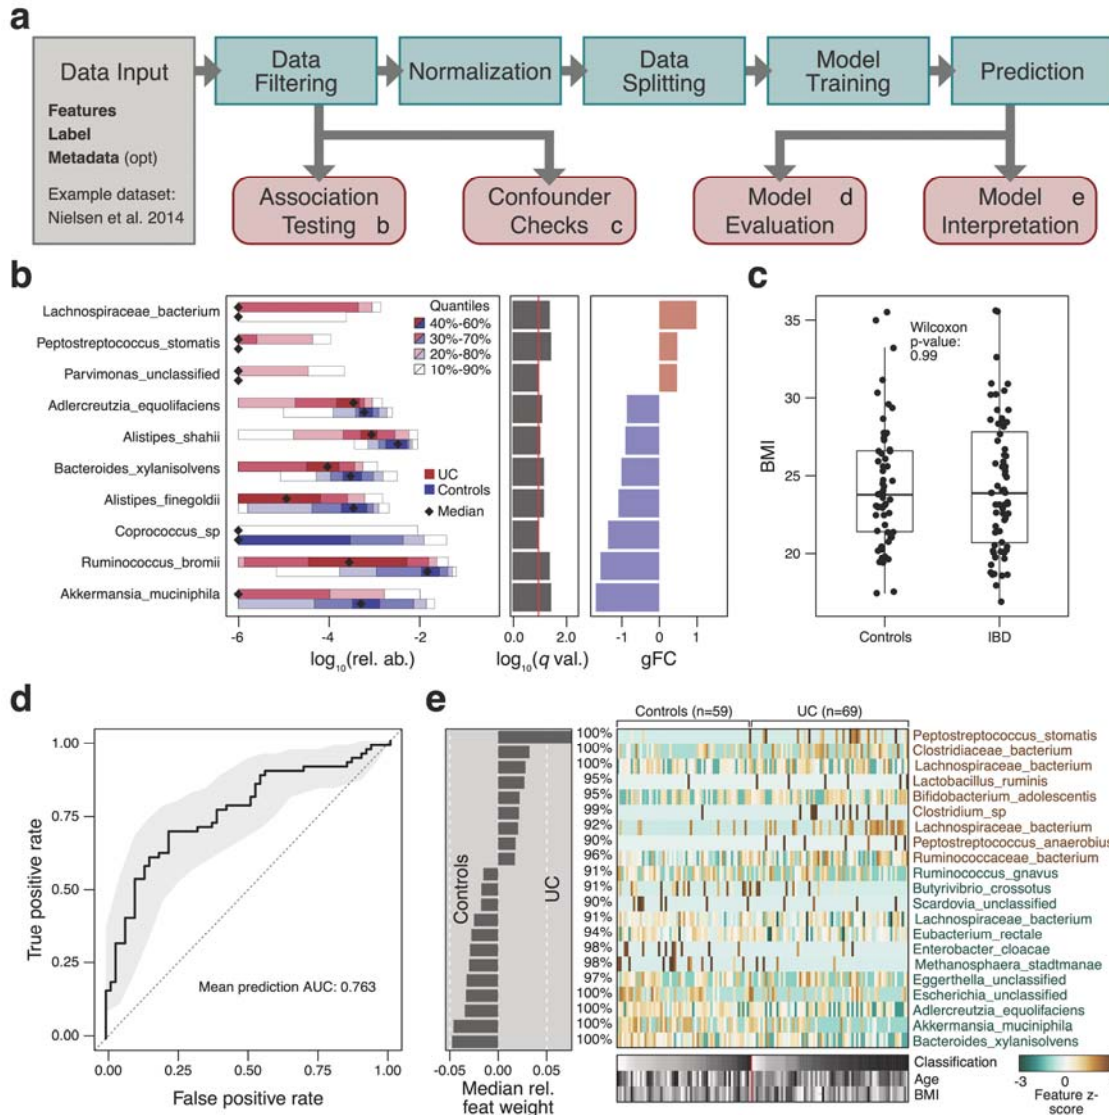 a
Data Input
Features
Label
Metadata (opt)
Example dataset:
Nielsen et al. 2014
Data
Filtering
Normalization
Data
Splitting
Model
Training
Prediction
Association
Testing b
Confounder
Checks c
Model d
Evaluation
Model e
Interpretation
b
Lachnospiraceae_bacterium
Peptostreptococcus_stomatis
Parvimonas_unclassified
Adlercreutzia_equolifaciens
Alistipes_shahii
Bacteroides_xylanisolvens
Alistipes_finegoldii
Coprococcus_sp
Ruminococcus_bromii
Akkermansia_muciniphila
Quantiles
40%-60%
30%-70%
20%-80%
10%-90%
UC
Controls
Median
-6 -4 -2
log10(rel. ab.)
0.0 2.0
log10(q val.)
-1 0 1
gFC
c
Wilcoxon
p-value:
0.99
BMI
35
30
25
20
Controls IBD
d
True positive rate
1.00
0.75
0.50
0.25
0.00
Mean prediction AUC: 0.763
0.00 0.25 0.50 0.75 1.0
False positive rate
e
Controls
UC
-0.05 0.0 0.05
Median rel.
feat weight
Controls (n=59) UC (n=69)
100% Peptostreptococcus_stomatis
100% Clostridiaceae_bacterium
100% Lachnospiraceae_bacterium
95% Lactobacillus_ruminis
95% Bifidobacterium_adolescentis
99% Clostridium_sp
92% Lachnospiraceae_bacterium
90% Peptostreptococcus_anaerobius
96% Ruminococcaceae_bacterium
91% Ruminococcus_gnavus
91% Butyrivibrio_crossotus
90% Scardovia_unclassified
91% Lachnospiraceae_bacterium
94% Eubacterium_rectale
98% Enterobacter_cloacae
98% Methanosphaera_stadtmanae
97% Eggerthella_unclassified
100% Escherichia_unclassified
100% Adlercreutzia_equolifaciens
100% Akkermansia_muciniphila
100% Bacteroides_xylanisolvens
Classification
Age
BMI
-3 0 3
Feature z-
score